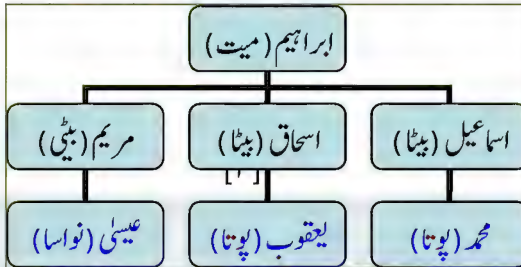 ابراہیم (میت)
اسماعیل (بیٹا) اسحاق (بیٹا) مریم (بیٹی)
محمد (پوتا) یعقوب (پوتا) عیسیٰ (نواسا)